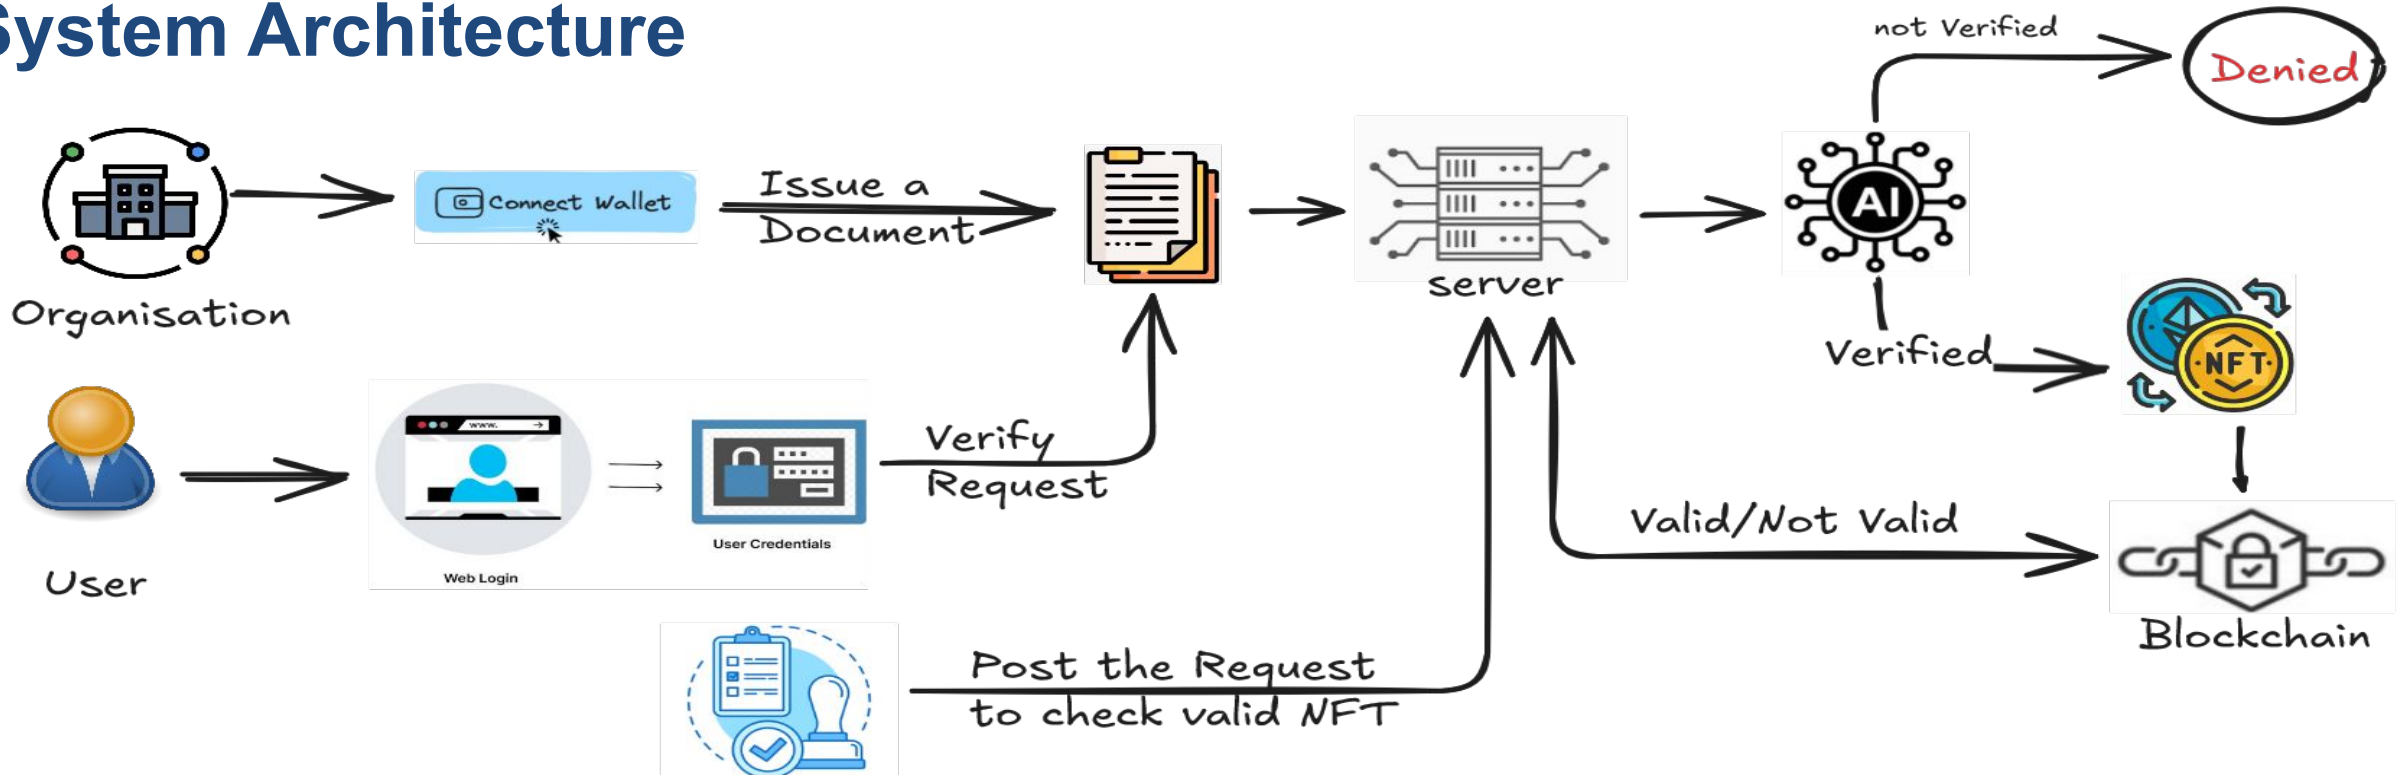 System Architecture
not Verified
Denied
Connect Wallet
Issue a
Document
AI
server
Organisation
Verified
NFT
www.
Verify
Request
User Credentials
Web Login
User
Valid/Not Valid
Blockchain
Post the Request
to check valid NFT